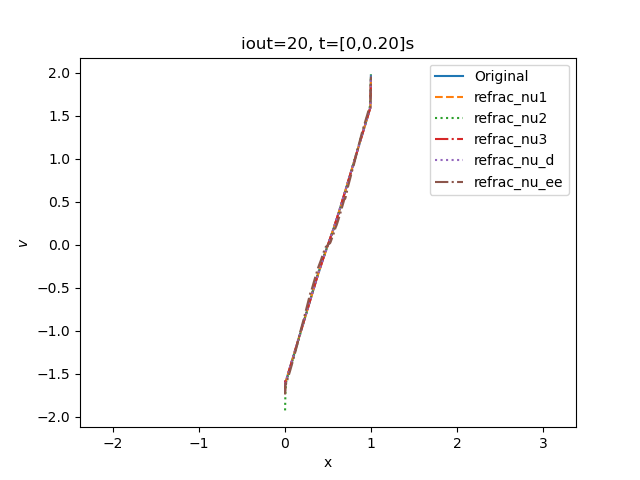 iout=20, t=[0,0.20]s
Original
refrac_nu1
refrac_nu2
refrac_nu3
refrac_nu_d
refrac_nu_ee
2.0
1.5
1.0
0.5
0.0
−0.5
−1.0
−1.5
−2.0
v
−2
−1
0
1
2
3
x